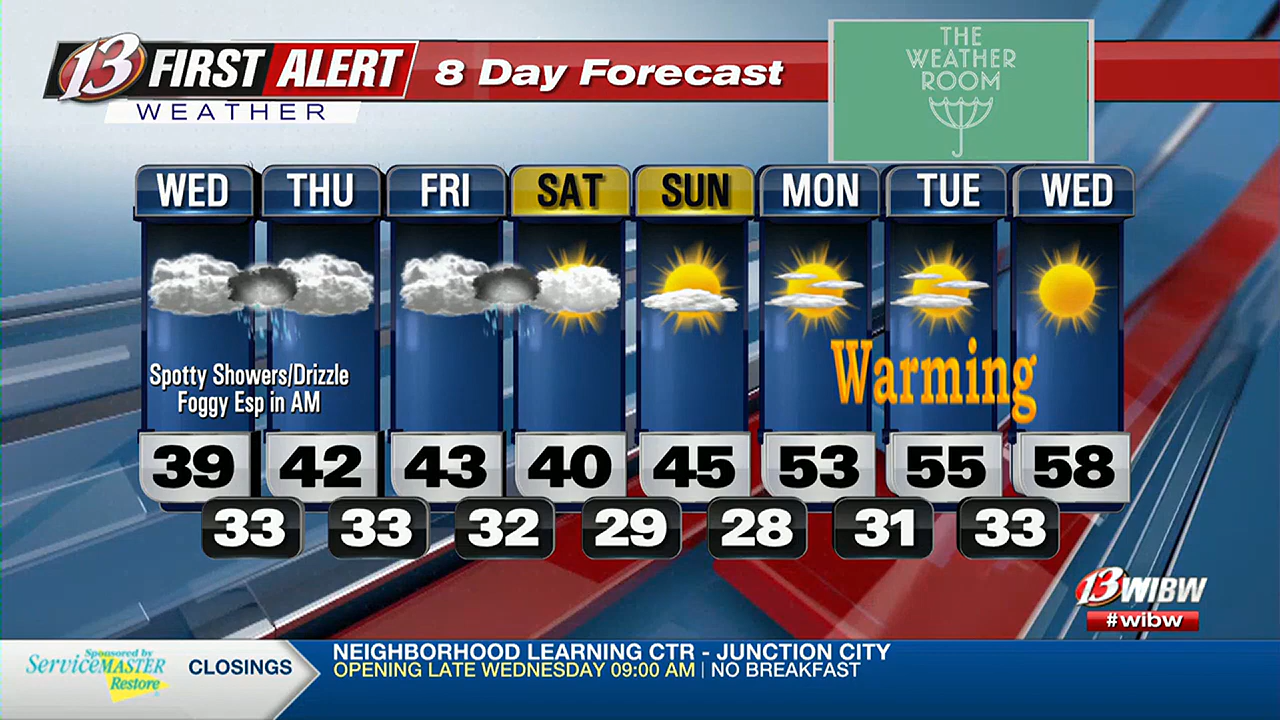 13 FIRST ALERT
WEATHER
8 Day Forecast
THE
WEATHER
ROOM
WED THU FRI SAT SUN MON TUE WED
Spotty Showers/Drizzle
Foggy Esp in AM
Warming
39 42 43 40 45 53 55 58
33 33 32 29 28 31 33
13 WIBW
#wibw
Sponsored by
SERVICEMASTER
Restore
CLOSINGS
NEIGHBORHOOD LEARNING CTR - JUNCTION CITY
OPENING LATE WEDNESDAY 09:00 AM | NO BREAKFAST